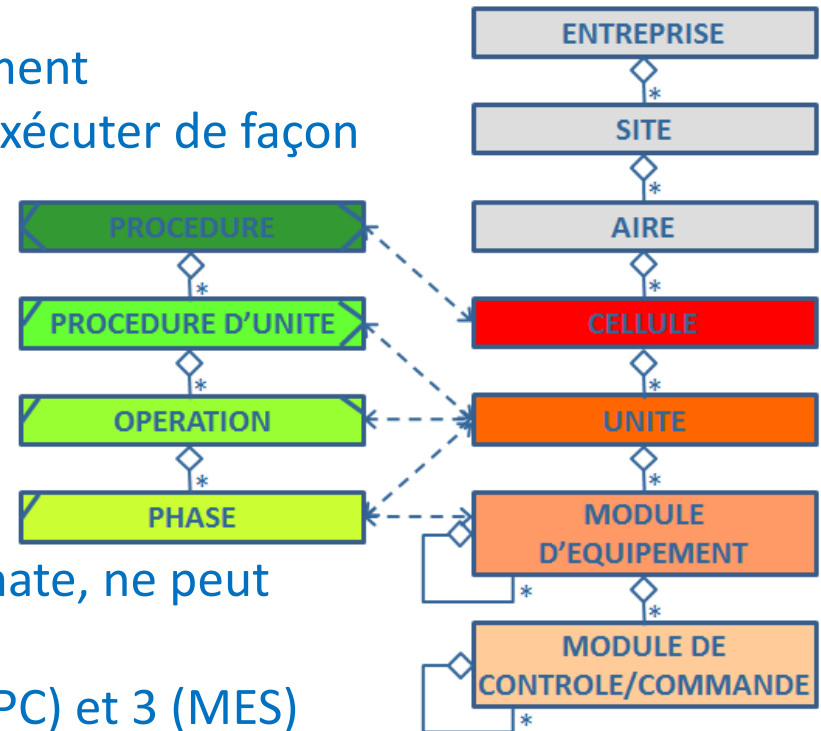 ment
xécuter de façon
ENTREPRISE
*
SITE
*
AIRE
*
CELLULE
*
UNITE
*
MODULE
D'EQUIPEMENT
*
*
MODULE DE
CONTROLE/COMMANDE
*
PROCEDURE
*
PROCEDURE D'UNITE
*
OPERATION
*
PHASE
nate, ne peut
PC) et 3 (MES)